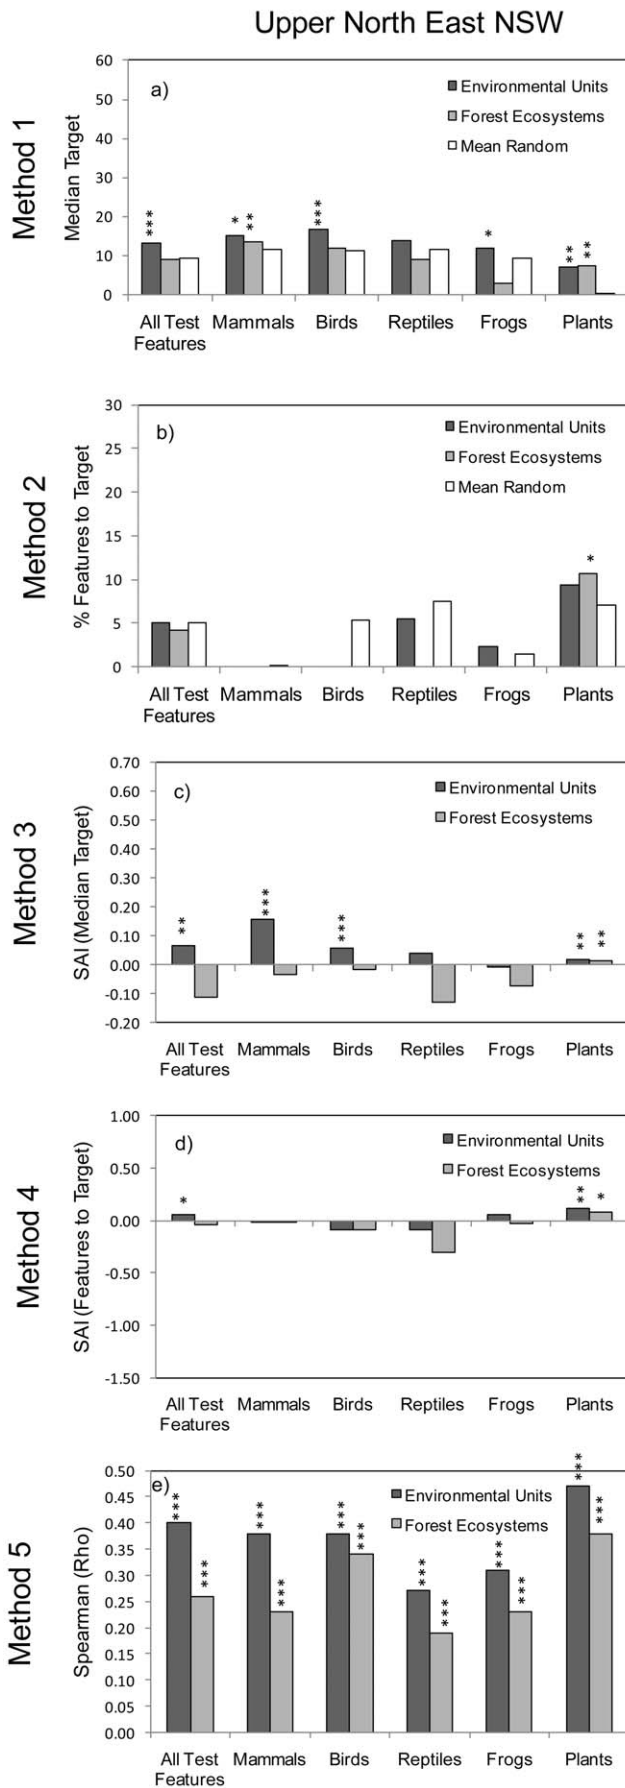 Upper North East NSW
Method 1
Median Target
60
50
40
30
20
10
0
a)
Environmental Units
Forest Ecosystems
Mean Random
***
*
**
***
*
**
**
All Test
Features
Mammals
Birds
Reptiles
Frogs
Plants
Method 2
% Features to Target
30
25
20
15
10
5
0
b)
Environmental Units
Forest Ecosystems
Mean Random
*
All Test
Features
Mammals
Birds
Reptiles
Frogs
Plants
Method 3
SAI (Median Target)
0.70
0.60
0.50
0.40
0.30
0.20
0.10
0.00
-0.10
-0.20
c)
Environmental Units
Forest Ecosystems
**
***
***
**
**
All Test
Features
Mammals
Birds
Reptiles
Frogs
Plants
Method 4
SAI (Features to Target)
1.00
0.50
0.00
-0.50
-1.00
-1.50
d)
Environmental Units
Forest Ecosystems
*
**
*
All Test
Features
Mammals
Birds
Reptiles
Frogs
Plants
Method 5
Spearman (Rho)
0.50
0.45
0.40
0.35
0.30
0.25
0.20
0.15
0.10
0.05
0.00
e)
Environmental Units
Forest Ecosystems
***
***
***
***
***
***
***
***
***
***
***
***
All Test
Features
Mammals
Birds
Reptiles
Frogs
Plants